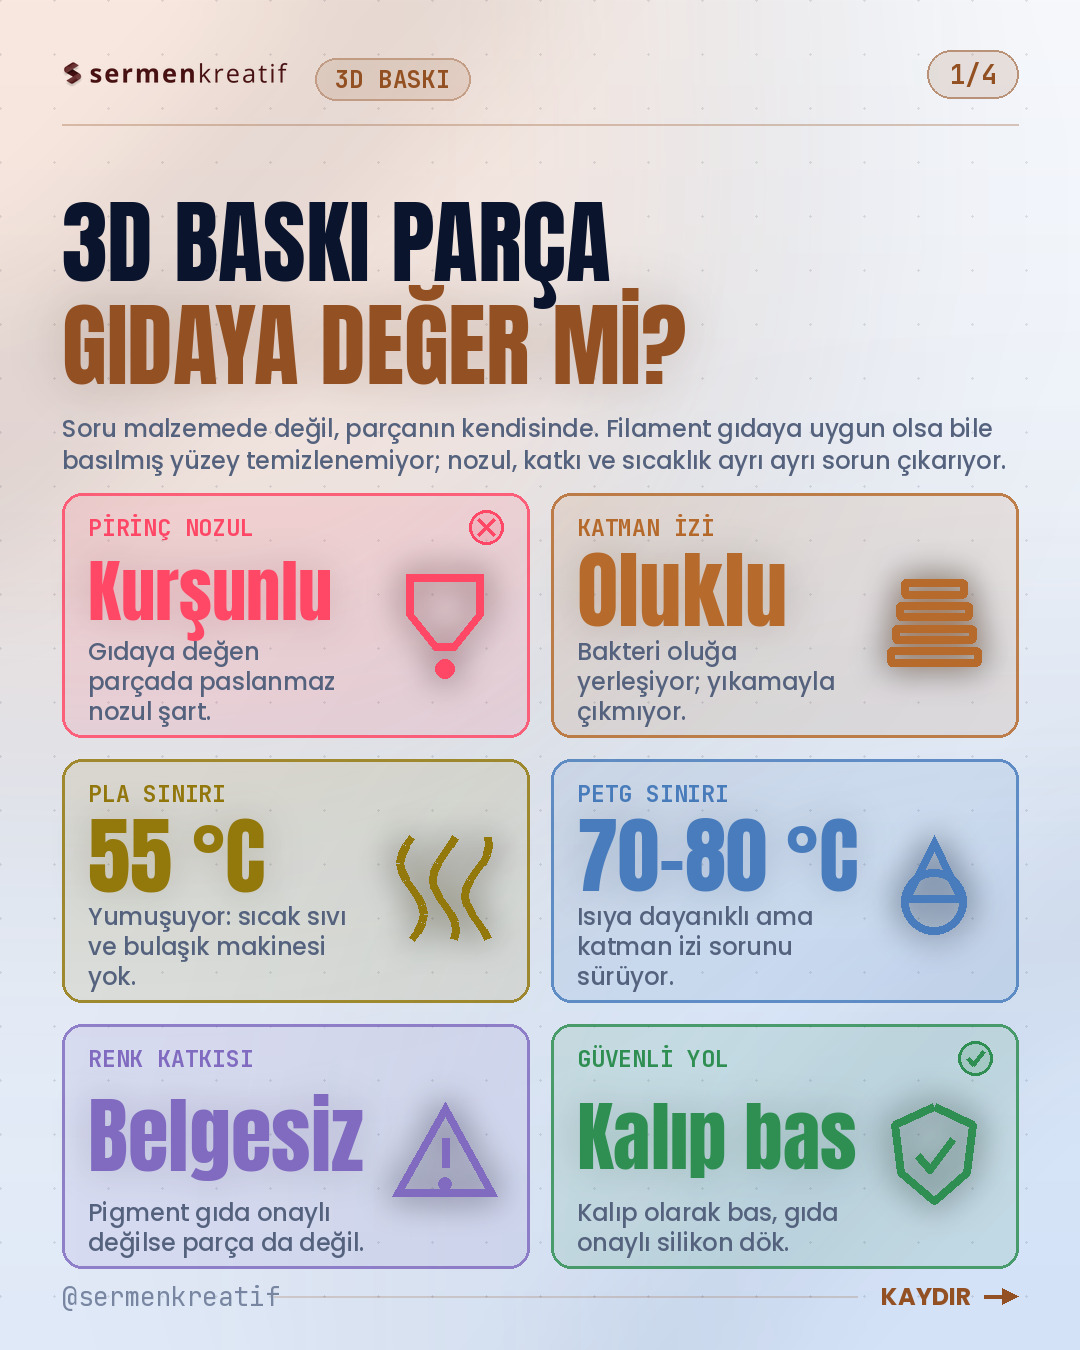 sermenkreatif
3D BASKI
1/4
3D BASKI PARÇA
GIDAYA DEĞER Mİ?
Soru malzemede değil, parçanın kendisinde. Filament gıdaya uygun olsa bile
basılmış yüzey temizlenemiyor; nozul, katkı ve sıcaklık ayrı ayrı sorun çıkarıyor.
PİRİNÇ NOZUL
Kurşunlu
Gıdaya değen
parçada paslanmaz
nozul şart.
KATMAN İZİ
Oluklu
Bakteri oluğa
yerleşiyor; yıkamayla
çıkmıyor.
PLA SINIRI
55 °C
Yumuşuyor: sıcak sıvı
ve bulaşık makinesi
yok.
PETG SINIRI
70-80 °C
Isıya dayanıklı ama
katman izi sorunu
sürüyor.
RENK KATKISI
Belgesiz
Pigment gıda onaylı
değilse parça da değil.
GÜVENLİ YOL
Kalıp bas
Kalıp olarak bas, gıda
onaylı silikon dök.
@sermenkreatif
KAYDIR